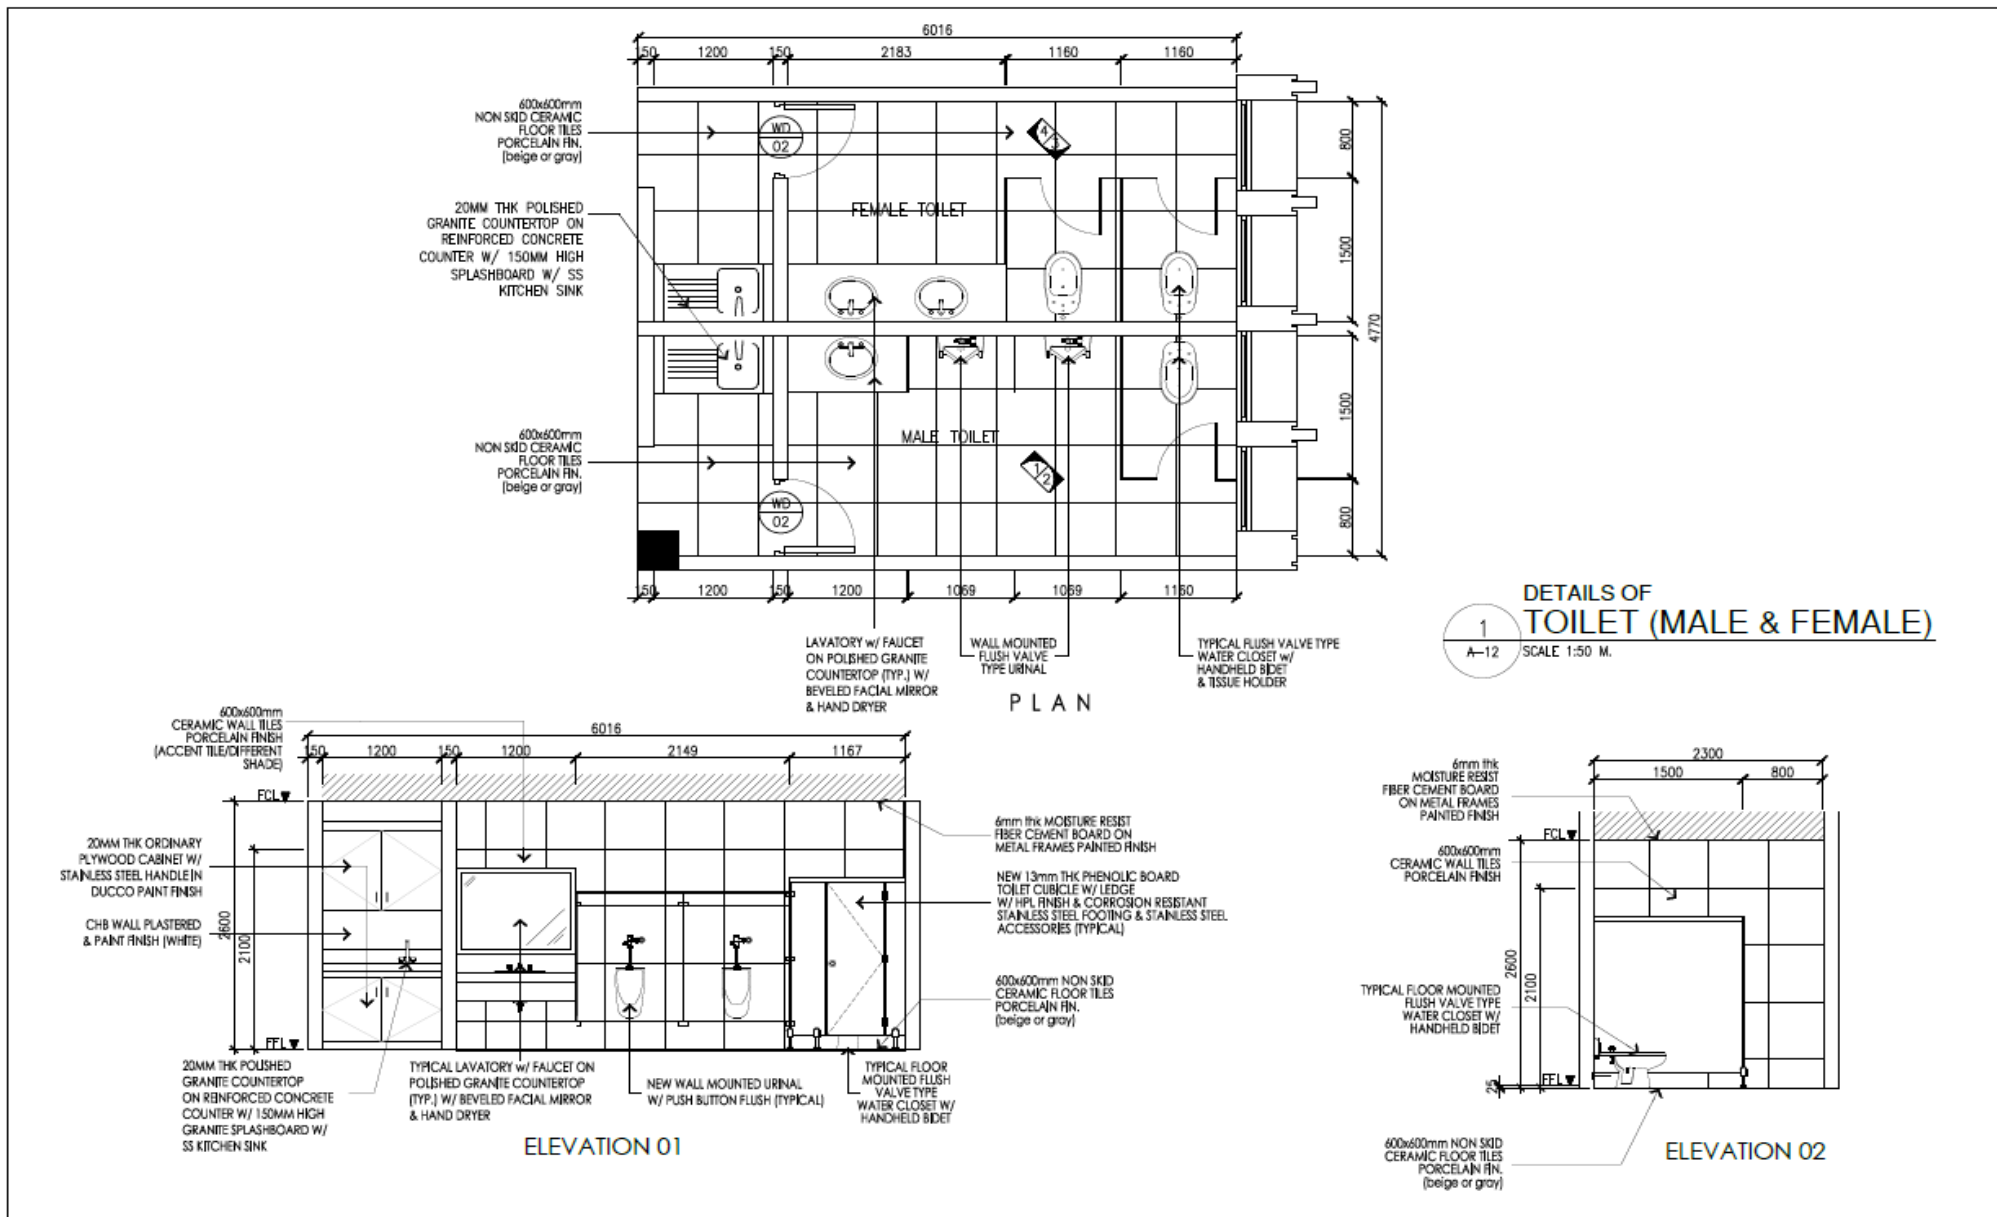 6016
150 1200 150 2183 1160 1160
600x600mm
NON SKID CERAMIC
FLOOR TILES
PORCELAIN FIN.
(beige or gray)
WD
02
4
3
800
20MM THK POLISHED
GRANITE COUNTERTOP ON
REINFORCED CONCRETE
COUNTER W/ 150MM HIGH
SPLASHBOARD W/ SS
KITCHEN SINK
FEMALE TOILET
1500
4770
1500
600x600mm
NON SKID CERAMIC
FLOOR TILES
PORCELAIN FIN.
(beige or gray)
MALE TOILET
1
2
WD
02
800
150 1200 150 1200 1069 1069 1160
LAVATORY w/ FAUCET
ON POLISHED GRANITE
COUNTERTOP (TYP.) W/
BEVELED FACIAL MIRROR
& HAND DRYER
WALL MOUNTED
FLUSH VALVE
TYPE URINAL
TYPICAL FLUSH VALVE TYPE
WATER CLOSET w/
HANDHELD BIDET
& TISSUE HOLDER
PLAN
1
A-12
DETAILS OF
TOILET (MALE & FEMALE)
SCALE 1:50 M.
600x600mm
CERAMIC WALL TILES
PORCELAIN FINISH
(ACCENT TILE/DIFFERENT
SHADE)
6016
150 1200 150 1200 2149 1167
FCL
20MM THK ORDINARY
PLYWOOD CABINET W/
STAINLESS STEEL HANDLE IN
DUCCO PAINT FINISH
CHB WALL PLASTERED
& PAINT FINISH (WHITE)
2600
2100
FFL
6mm thk MOISTURE RESIST
FIBER CEMENT BOARD ON
METAL FRAMES PAINTED FINISH
NEW 13mm THK PHENOLIC BOARD
TOILET CUBICLE W/ LEDGE
W/ HPL FINISH & CORROSION RESISTANT
STAINLESS STEEL FOOTING & STAINLESS STEEL
ACCESSORIES (TYPICAL)
600x600mm NON SKID
CERAMIC FLOOR TILES
PORCELAIN FIN.
(beige or gray)
20MM THK POLISHED
GRANITE COUNTERTOP
ON REINFORCED CONCRETE
COUNTER W/ 150MM HIGH
GRANITE SPLASHBOARD W/
SS KITCHEN SINK
TYPICAL LAVATORY w/ FAUCET ON
POLISHED GRANITE COUNTERTOP
(TYP.) W/ BEVELED FACIAL MIRROR
& HAND DRYER
NEW WALL MOUNTED URINAL
W/ PUSH BUTTON FLUSH (TYPICAL)
TYPICAL FLOOR
MOUNTED FLUSH
VALVE TYPE
WATER CLOSET W/
HANDHELD BIDET
ELEVATION 01
2300
1500 800
6mm thk
MOISTURE RESIST
FIBER CEMENT BOARD
ON METAL FRAMES
PAINTED FINISH
FCL
600x600mm
CERAMIC WALL TILES
PORCELAIN FINISH
2600
2100
TYPICAL FLOOR MOUNTED
FLUSH VALVE TYPE
WATER CLOSET W/
HANDHELD BIDET
FFL
25
600x600mm NON SKID
CERAMIC FLOOR TILES
PORCELAIN FIN.
(beige or gray)
ELEVATION 02